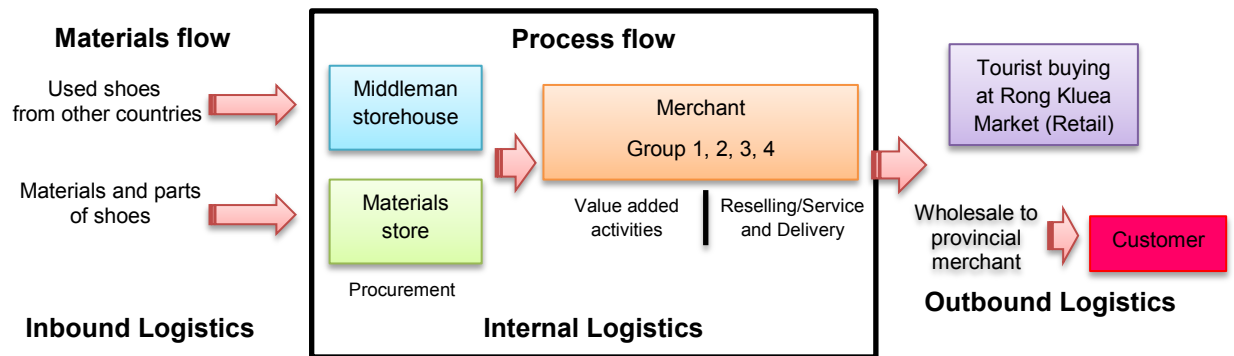 Materials flow
Used shoes
from other countries
Materials and parts
of shoes
Inbound Logistics
Process flow
Middleman
storehouse
Materials
store
Procurement
Merchant
Group 1, 2, 3, 4
Value added
activities
Reselling/Service
and Delivery
Internal Logistics
Tourist buying
at Rong Kluea
Market (Retail)
Wholesale to
provincial
merchant
Customer
Outbound Logistics